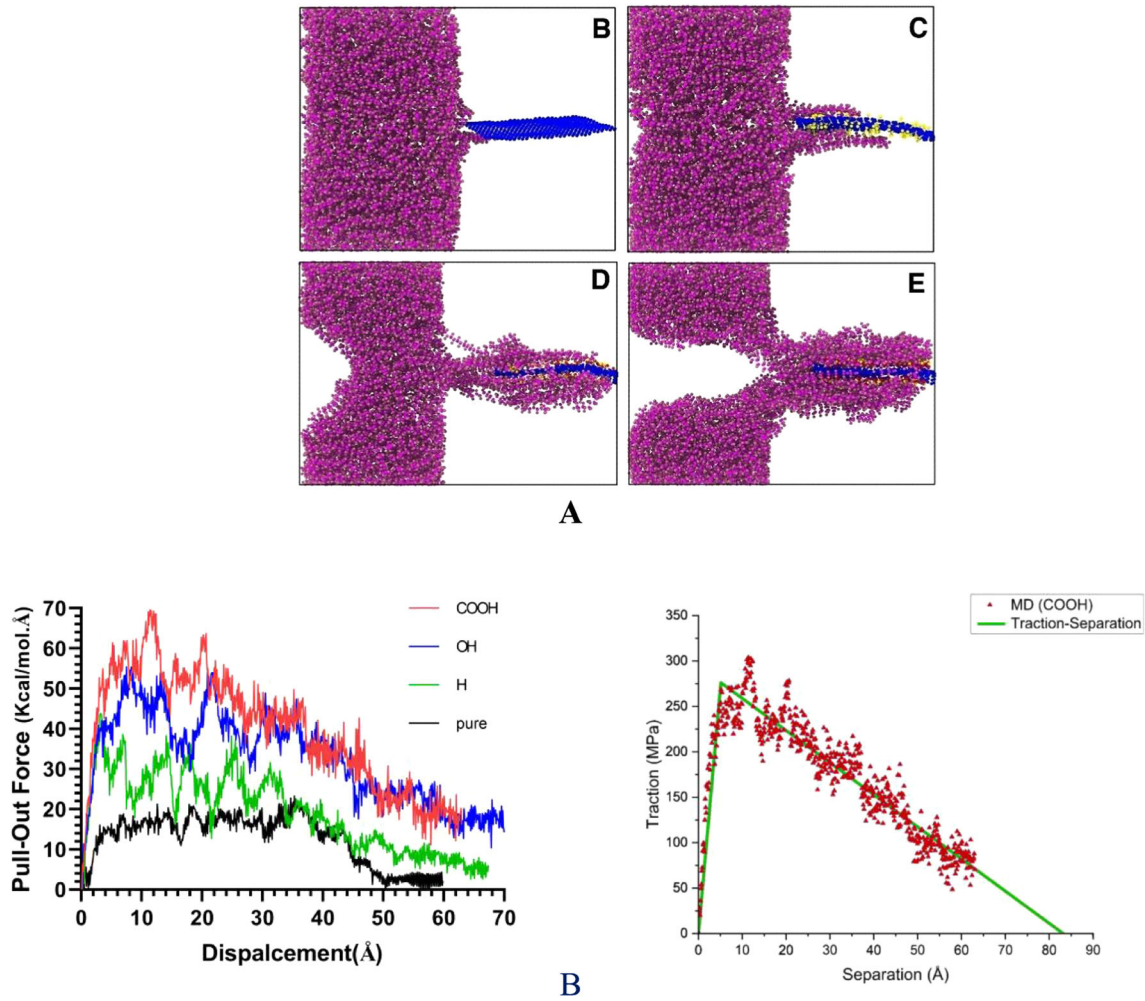 B
C
D
E
A
Pull-Out Force (Kcal/mol.Å)
70
60
50
40
30
20
10
0
0 10 20 30 40 50 60 70
Dispalcement(Å)
COOH
OH
H
pure
MD (COOH)
Traction-Separation
Traction (MPa)
350
300
250
200
150
100
50
0
0 10 20 30 40 50 60 70 80 90
Separation (Å)
B